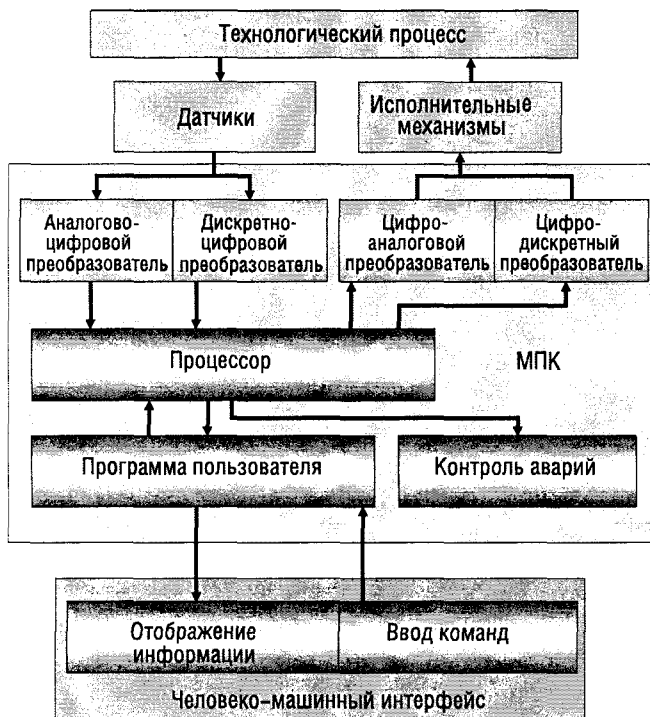 Технологический процесс
Датчики
Исполнительные
механизмы
Аналогово-
цифровой
преобразователь
Дискретно-
цифровой
преобразователь
Цифро-
аналоговой
преобразователь
Цифро-
дискретный
преобразователь
Процессор
МПК
Программа пользователя
Контроль аварий
Отображение
информации
Ввод команд
Человеко-машинный интерфейс